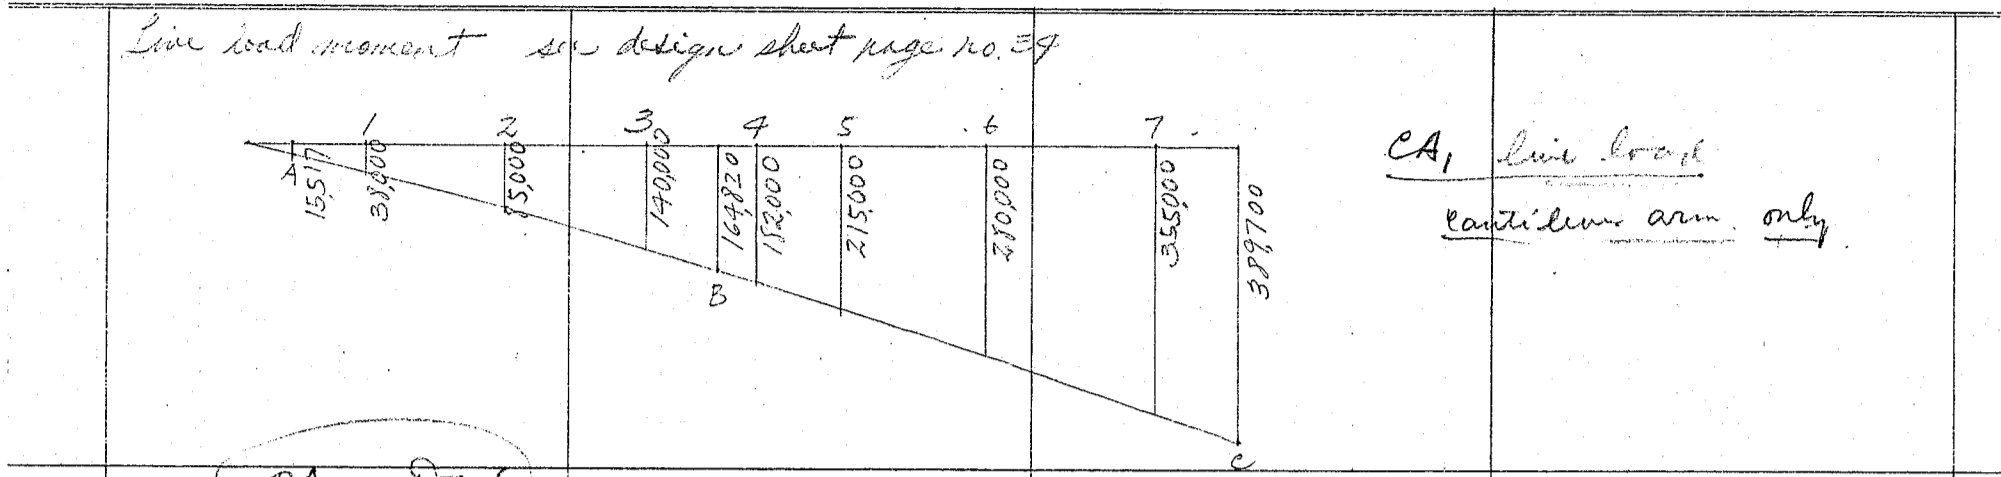 Live load moment see design sheet page no. 34
1 2 3 4 5 6 7
A 15,517 38,000 85,000 140,000 164,820 182,000 215,000 280,000 355,000 389,700
B
C
CA, live load
cantilever arm only.